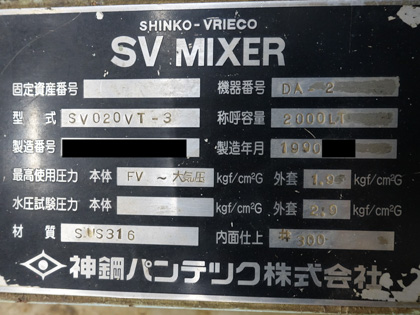 SHINKO-VRIECO
SV MIXER
固定資産番号 機器番号 DA-2
型式 SV020VT-3 称呼容量 2000L
製造番号 製造年月 1990
最高使用圧力 本体 FV ~ 大気圧 kgf/cm²G 外套 kgf/cm²G
水圧試験圧力 本体 kgf/cm²G 外套 kgf/cm²G
材質 SUS316 内面仕上 #300
神鋼パンテック株式会社